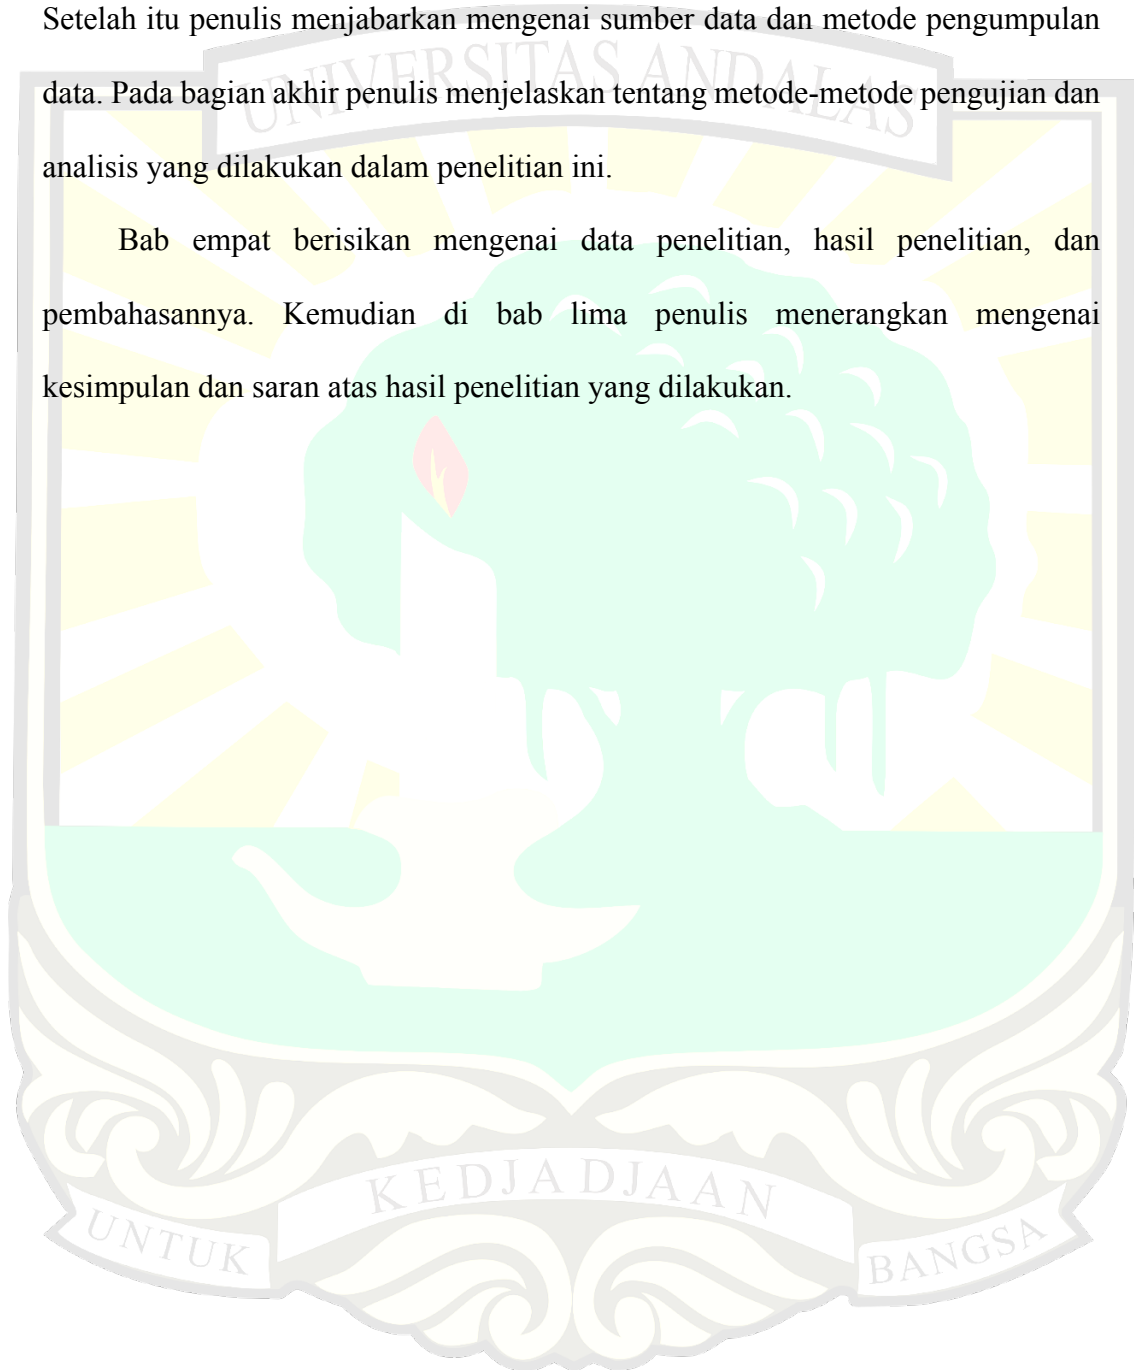 Setelah itu penulis menjabarkan mengenai sumber data dan metode pengumpulan
UNIVERSITAS ANDALAS
data. Pada bagian akhir penulis menjelaskan tentang metode-metode pengujian dan
analisis yang dilakukan dalam penelitian ini.
Bab empat berisikan mengenai data penelitian, hasil penelitian, dan
pembahasannya. Kemudian di bab lima penulis menerangkan mengenai
kesimpulan dan saran atas hasil penelitian yang dilakukan.
UNTUK KEDJADJAAN BANGSA